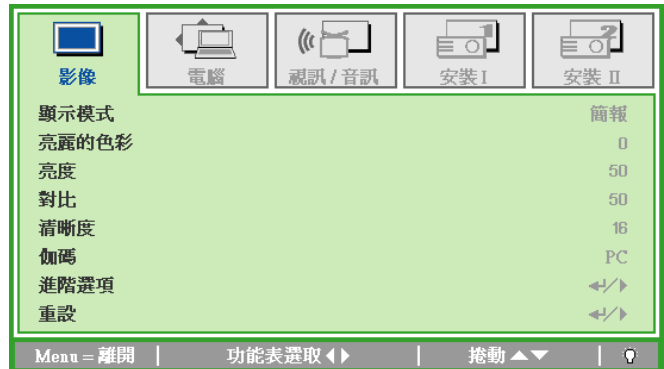 影像 電腦 視訊 / 音訊 安裝 I 安裝 II
顯示模式 簡報
亮麗的色彩 0
亮度 50
對比 50
清晰度 16
伽碼 PC
進階選項
重設
Menu = 離開 功能表選取 捲動